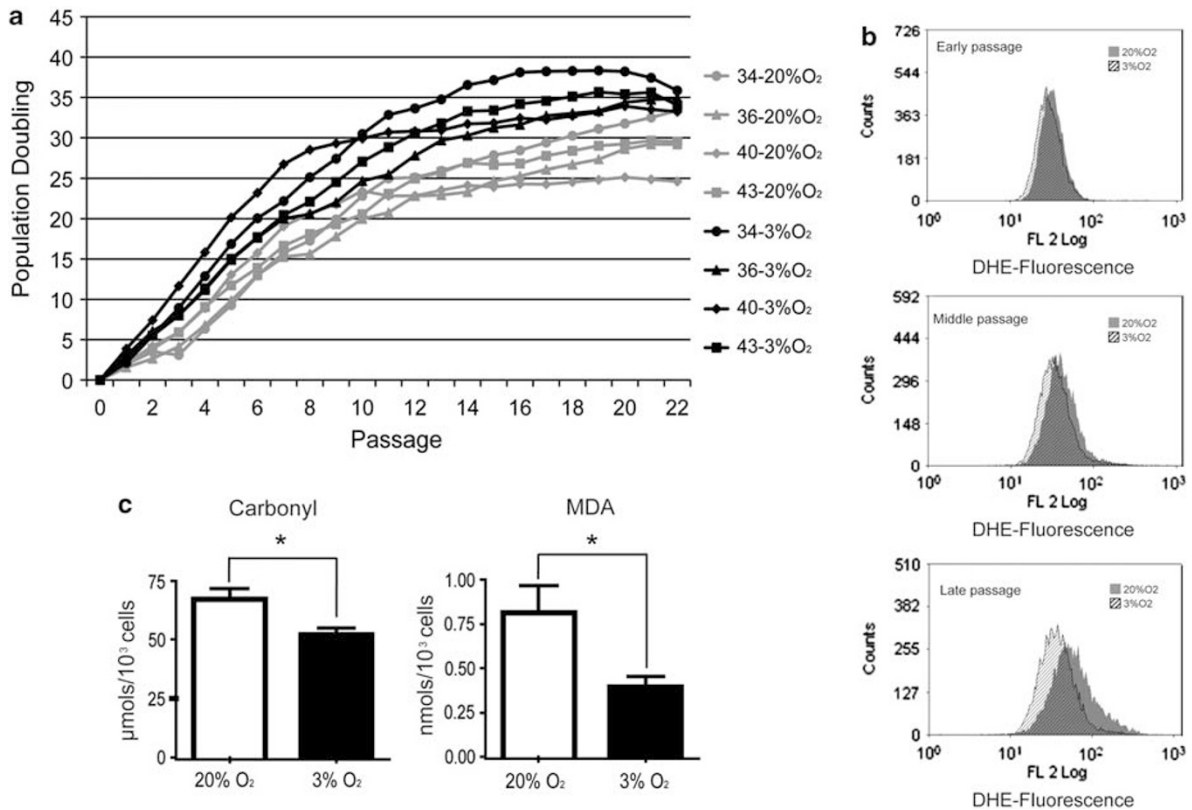 a
45
40
35
30
25
20
15
10
5
0
Population Doubling
0 2 4 6 8 10 12 14 16 18 20 22
Passage
34-20%O₂
36-20%O₂
40-20%O₂
43-20%O₂
34-3%O₂
36-3%O₂
40-3%O₂
43-3%O₂
b
Early passage
20%O2
3%O2
726
544
363
181
0
Counts
10⁰ 10¹ 10² 10³
FL 2 Log
DHE-Fluorescence
Middle passage
20%O2
3%O2
592
444
296
148
0
Counts
10⁰ 10¹ 10² 10³
FL 2 Log
DHE-Fluorescence
Late passage
20%O2
3%O2
510
382
255
127
0
Counts
10⁰ 10¹ 10² 10³
FL 2 Log
DHE-Fluorescence
c
Carbonyl
*
75
50
25
0
µmols/10³ cells
20% O₂ 3% O₂
MDA
*
1.00
0.75
0.50
0.25
0.00
nmols/10³ cells
20% O₂ 3% O₂